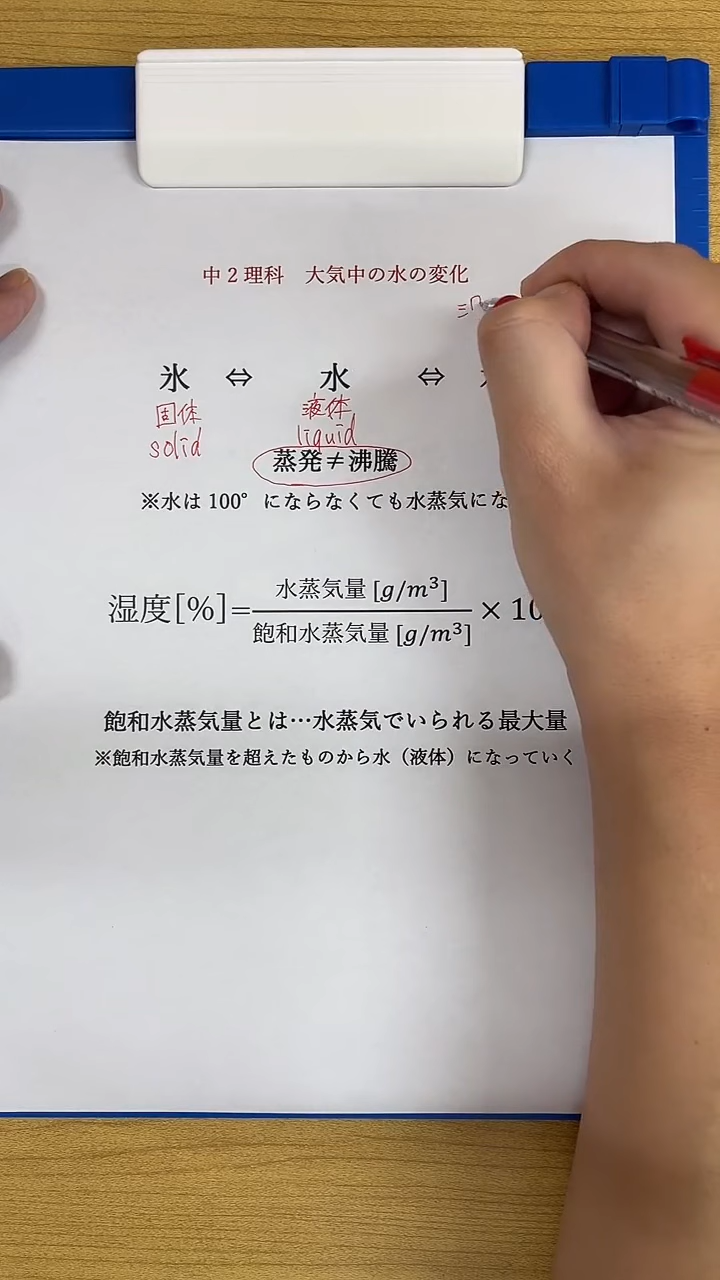 中2理科 大気中の水の変化
氷 ⇔ 水 ⇔
固体 液体
solid liquid
蒸発≠沸騰
※水は100°にならなくても水蒸気にな
湿度[%]=水蒸気量[g/m³]/飽和水蒸気量[g/m³]×10
飽和水蒸気量とは…水蒸気でいられる最大量
※飽和水蒸気量を超えたものから水（液体）になっていく